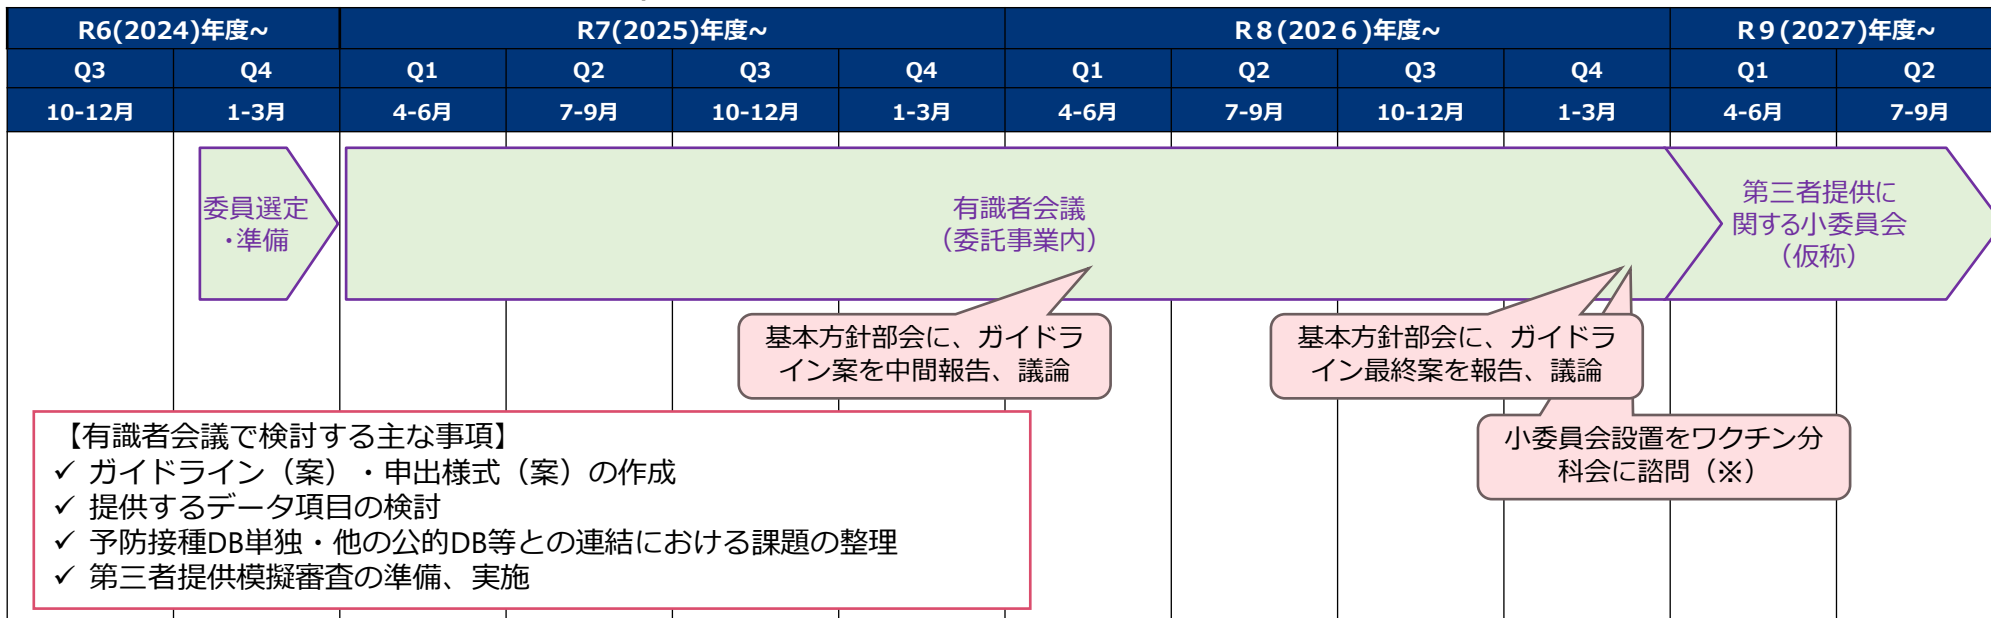 R6(2024)年度~ R7(2025)年度~ R８(202６)年度~ R９(2027)年度~
Q3 Q4 Q1 Q2 Q3 Q4 Q1 Q2 Q3 Q4 Q1 Q2
10-12月 1-3月 4-6月 7-9月 10-12月 1-3月 4-6月 7-9月 10-12月 1-3月 4-6月 7-9月
委員選定
・準備
有識者会議
（委託事業内）
第三者提供に
関する小委員会
（仮称）
基本方針部会に、ガイドラ
イン案を中間報告、議論
基本方針部会に、ガイドラ
イン最終案を報告、議論
小委員会設置をワクチン分
科会に諮問（※）
【有識者会議で検討する主な事項】
✓ ガイドライン（案）・申出様式（案）の作成
✓ 提供するデータ項目の検討
✓ 予防接種DB単独・他の公的DB等との連結における課題の整理
✓ 第三者提供模擬審査の準備、実施